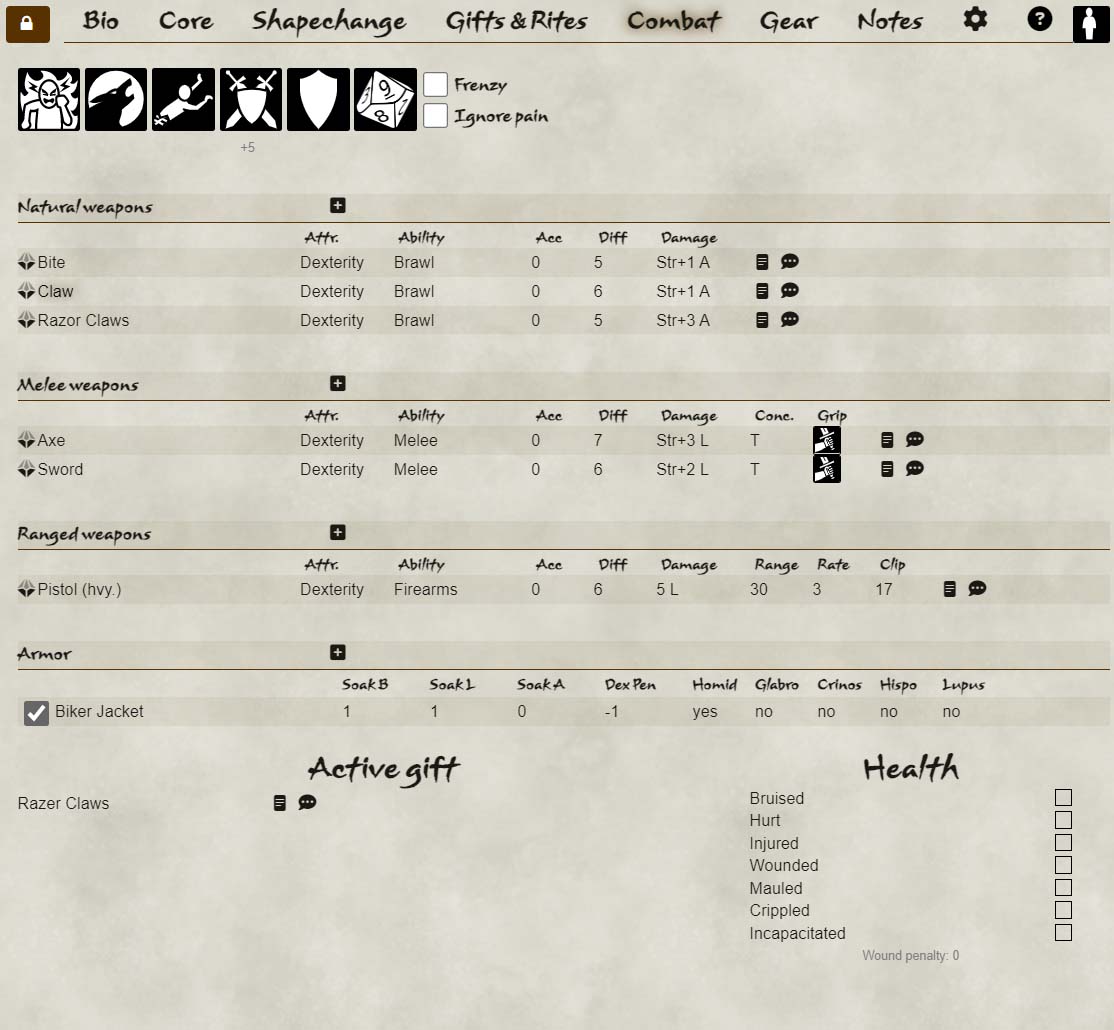 Bio Core Shapechange Gifts & Rites Combat Gear Notes ?
9 8
Frenzy
Ignore pain
+5
Natural weapons
Attr. Ability Acc Diff Damage
Bite Dexterity Brawl 0 5 Str+1 A
Claw Dexterity Brawl 0 6 Str+1 A
Razor Claws Dexterity Brawl 0 5 Str+3 A
Melee weapons
Attr. Ability Acc Diff Damage Conc. Grip
Axe Dexterity Melee 0 7 Str+3 L T
Sword Dexterity Melee 0 6 Str+2 L T
Ranged weapons
Attr. Ability Acc Diff Damage Range Rate Clip
Pistol (hvy.) Dexterity Firearms 0 6 5 L 30 3 17
Armor
Soak B Soak L Soak A Dex Pen Homid Glabro Crinos Hispo Lupus
Biker Jacket 1 1 0 -1 yes no no no no
Active gift
Razer Claws
Health
Bruised
Hurt
Injured
Wounded
Mauled
Crippled
Incapacitated
Wound penalty: 0